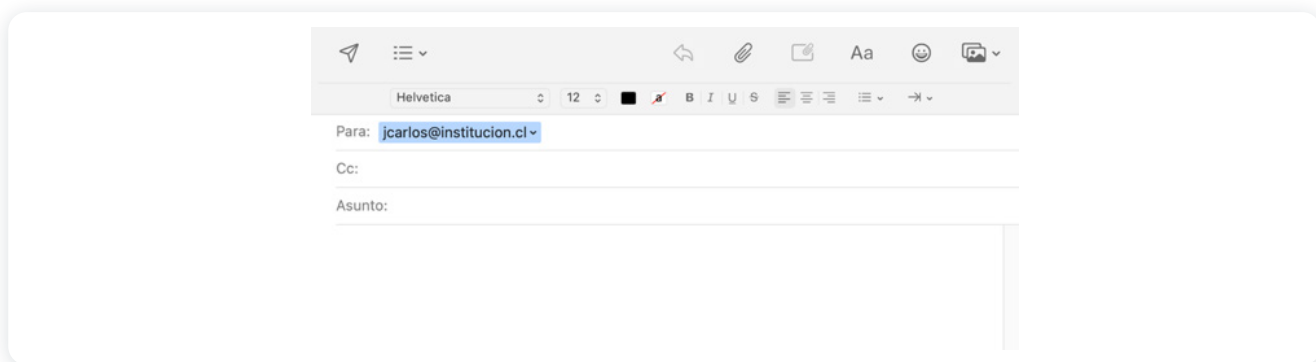 Aa
Helvetica 12 a B I U S
Para: jcarlos@institucion.cl
Cc:
Asunto: